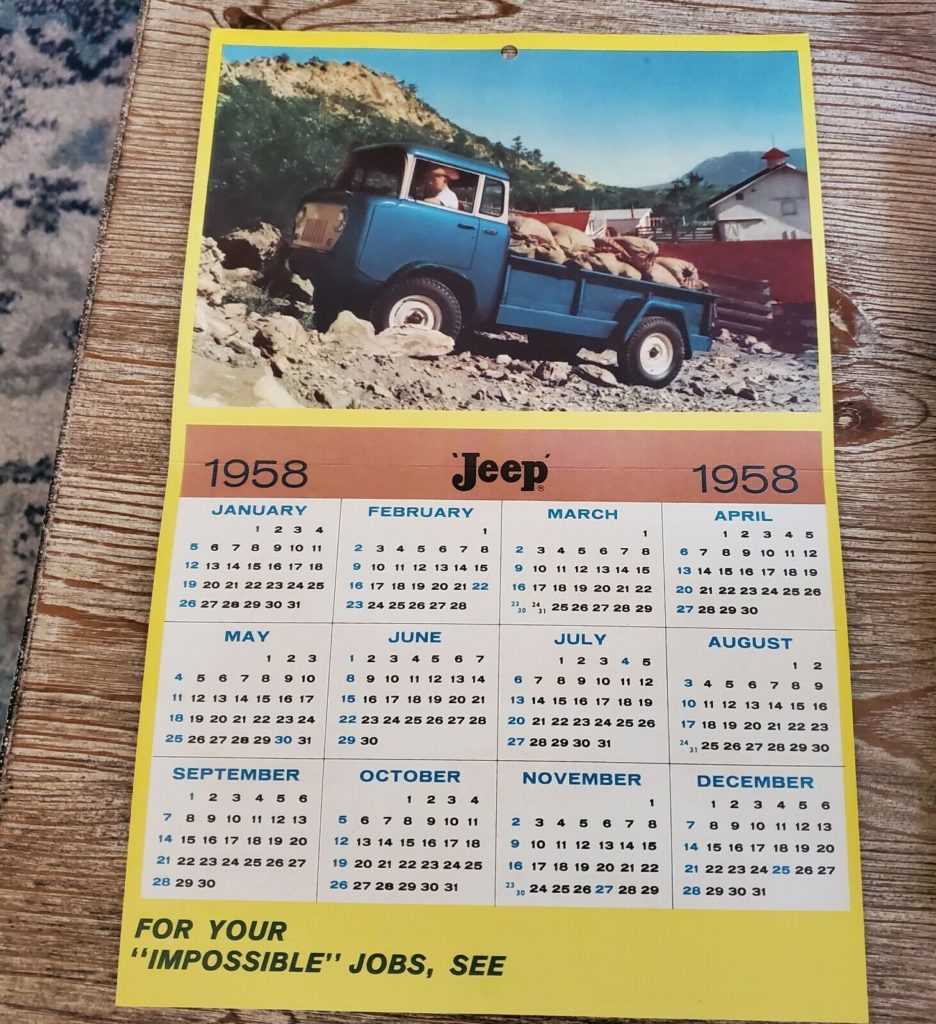 1958 'Jeep' ® 1958
JANUARY
1 2 3 4
5 6 7 8 9 10 11
12 13 14 15 16 17 18
19 20 21 22 23 24 25
26 27 28 29 30 31
FEBRUARY
1
2 3 4 5 6 7 8
9 10 11 12 13 14 15
16 17 18 19 20 21 22
23 24 25 26 27 28
MARCH
1
2 3 4 5 6 7 8
9 10 11 12 13 14 15
16 17 18 19 20 21 22
23/30 24/31 25 26 27 28 29
APRIL
1 2 3 4 5
6 7 8 9 10 11 12
13 14 15 16 17 18 19
20 21 22 23 24 25 26
27 28 29 30
MAY
1 2 3
4 5 6 7 8 9 10
11 12 13 14 15 16 17
18 19 20 21 22 23 24
25 26 27 28 29 30 31
JUNE
1 2 3 4 5 6 7
8 9 10 11 12 13 14
15 16 17 18 19 20 21
22 23 24 25 26 27 28
29 30
JULY
1 2 3 4 5
6 7 8 9 10 11 12
13 14 15 16 17 18 19
20 21 22 23 24 25 26
27 28 29 30 31
AUGUST
1 2
3 4 5 6 7 8 9
10 11 12 13 14 15 16
17 18 19 20 21 22 23
24/31 25 26 27 28 29 30
SEPTEMBER
1 2 3 4 5 6
7 8 9 10 11 12 13
14 15 16 17 18 19 20
21 22 23 24 25 26 27
28 29 30
OCTOBER
1 2 3 4
5 6 7 8 9 10 11
12 13 14 15 16 17 18
19 20 21 22 23 24 25
26 27 28 29 30 31
NOVEMBER
1
2 3 4 5 6 7 8
9 10 11 12 13 14 15
16 17 18 19 20 21 22
23/30 24 25 26 27 28 29
DECEMBER
1 2 3 4 5 6
7 8 9 10 11 12 13
14 15 16 17 18 19 20
21 22 23 24 25 26 27
28 29 30 31
FOR YOUR
"IMPOSSIBLE" JOBS, SEE